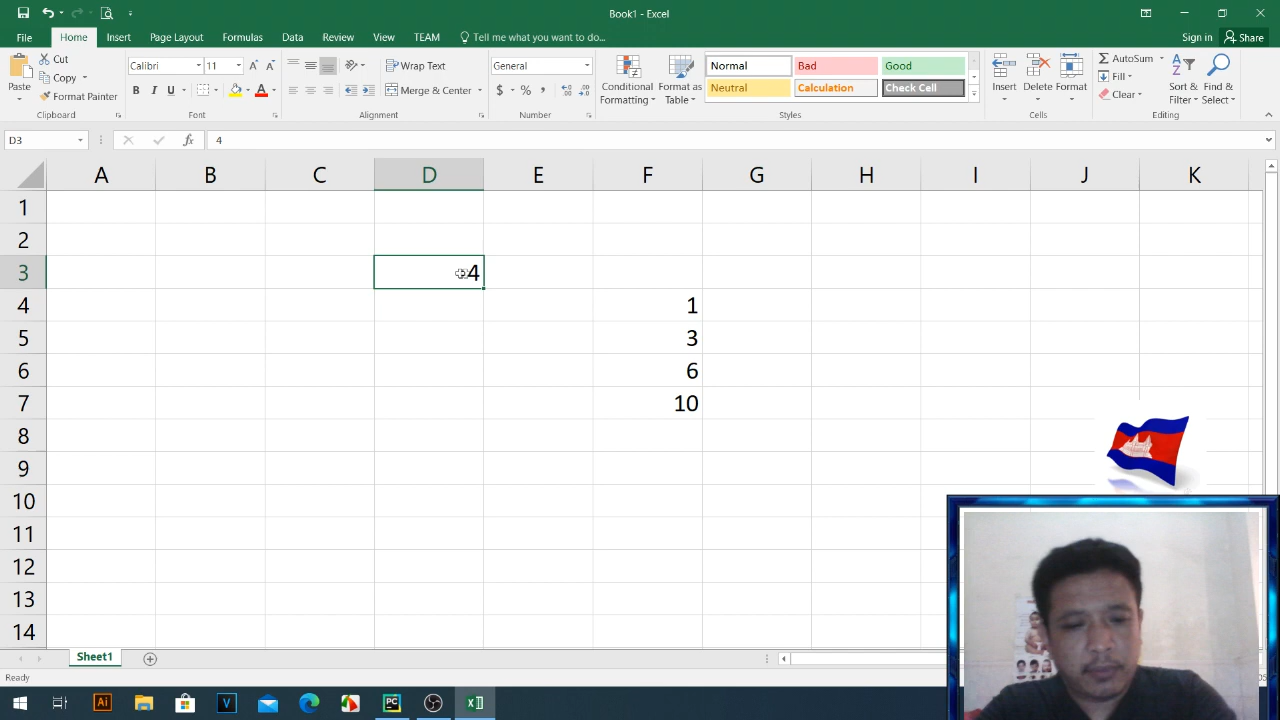 Book1 - Excel
Sign in
Share
File
Home
Insert
Page Layout
Formulas
Data
Review
View
TEAM
Tell me what you want to do...
Paste
Cut
Copy
Format Painter
Clipboard
Calibri
11
B I U
Font
Wrap Text
Merge & Center
Alignment
General
$ % ,
Number
Conditional Formatting
Format as Table
Normal
Bad
Good
Neutral
Calculation
Check Cell
Styles
Insert
Delete
Format
Cells
AutoSum
Fill
Clear
Sort & Filter
Find & Select
Editing
D3
fx
4
A B C D E F G H I J K
1
2
3 4
4 1
5 3
6 6
7 10
8
9
10
11
12
13
14
Sheet1
Ready
Ai
V
PC